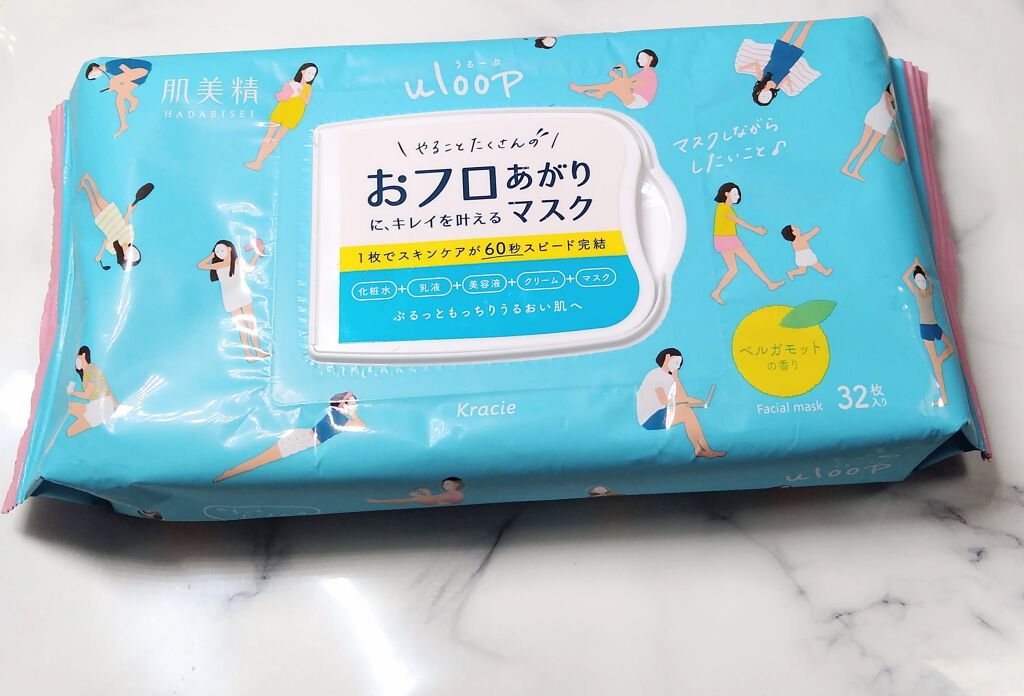 肌美精
HADABISEI
うるーぷ
uloop
やることたくさんの
おフロあがり
に、キレイを叶えるマスク
1枚でスキンケアが60秒スピード完結
化粧水+乳液+美容液+クリーム+マスク
ぷるっともっちりうるおい肌へ
マスクしながら
したいこと♪
ベルガモット
の香り
Facial mask 32枚入り
Kracie
uloop